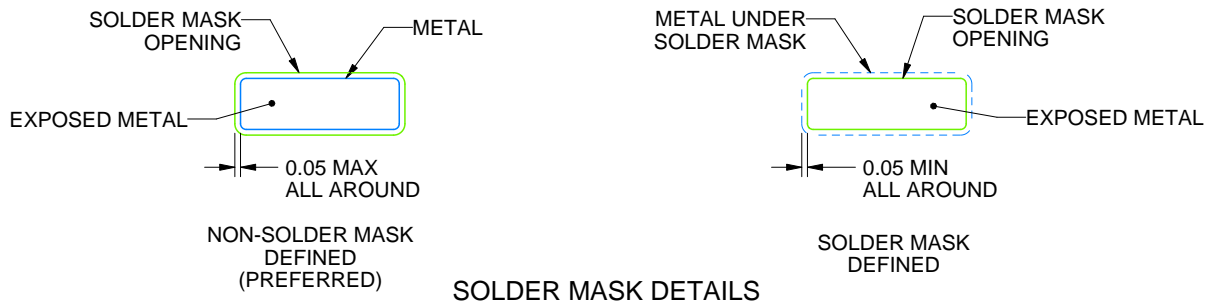 SOLDER MASK
OPENING
METAL
EXPOSED METAL
0.05 MAX
ALL AROUND
NON-SOLDER MASK
DEFINED
(PREFERRED)
METAL UNDER
SOLDER MASK
SOLDER MASK
OPENING
EXPOSED METAL
0.05 MIN
ALL AROUND
SOLDER MASK
DEFINED
SOLDER MASK DETAILS